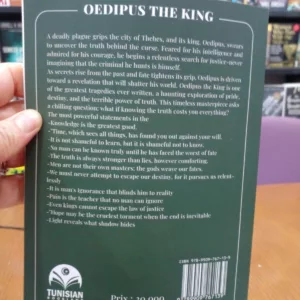 OEDIPUS THE KING
A deadly plague grips the city of Thebes, and its king, Oedipus, swears
to uncover the truth behind the curse. Feared for his intelligence and
admired for his courage, he begins a relentless search for justice-never
imagining that the criminal he hunts is himself.
As secrets rise from the past and fate tightens its grip, Oedipus is driven
toward a revelation that will shatter his world. Oedipus the King is one
of the greatest tragedies ever written, a haunting exploration of pride,
destiny, and the terrible power of truth. This timeless masterpiece asks
a chilling question: what if knowing the truth costs you everything?
The most powerful statements in the
-Knowledge is the greatest good.
-"Time, which sees all things, has found you out against your will.
-It is not shameful to learn, but it is shameful not to know.
-No man can be known truly until he has faced the worst of fate
-The truth is always stronger than lies, however comforting.
-Men are not their own masters; the gods weave our fates.
-We must never attempt to escape our destiny, for it pursues us relent-
lessly
-It is man's ignorance that blinds him to reality
-Pain is the teacher that no man can ignore
-Even kings cannot escape the law of justice
-"Hope may be the cruelest torment when the end is inevitable
-Light reveals what shadow hides
TUNISIAN
Prix :